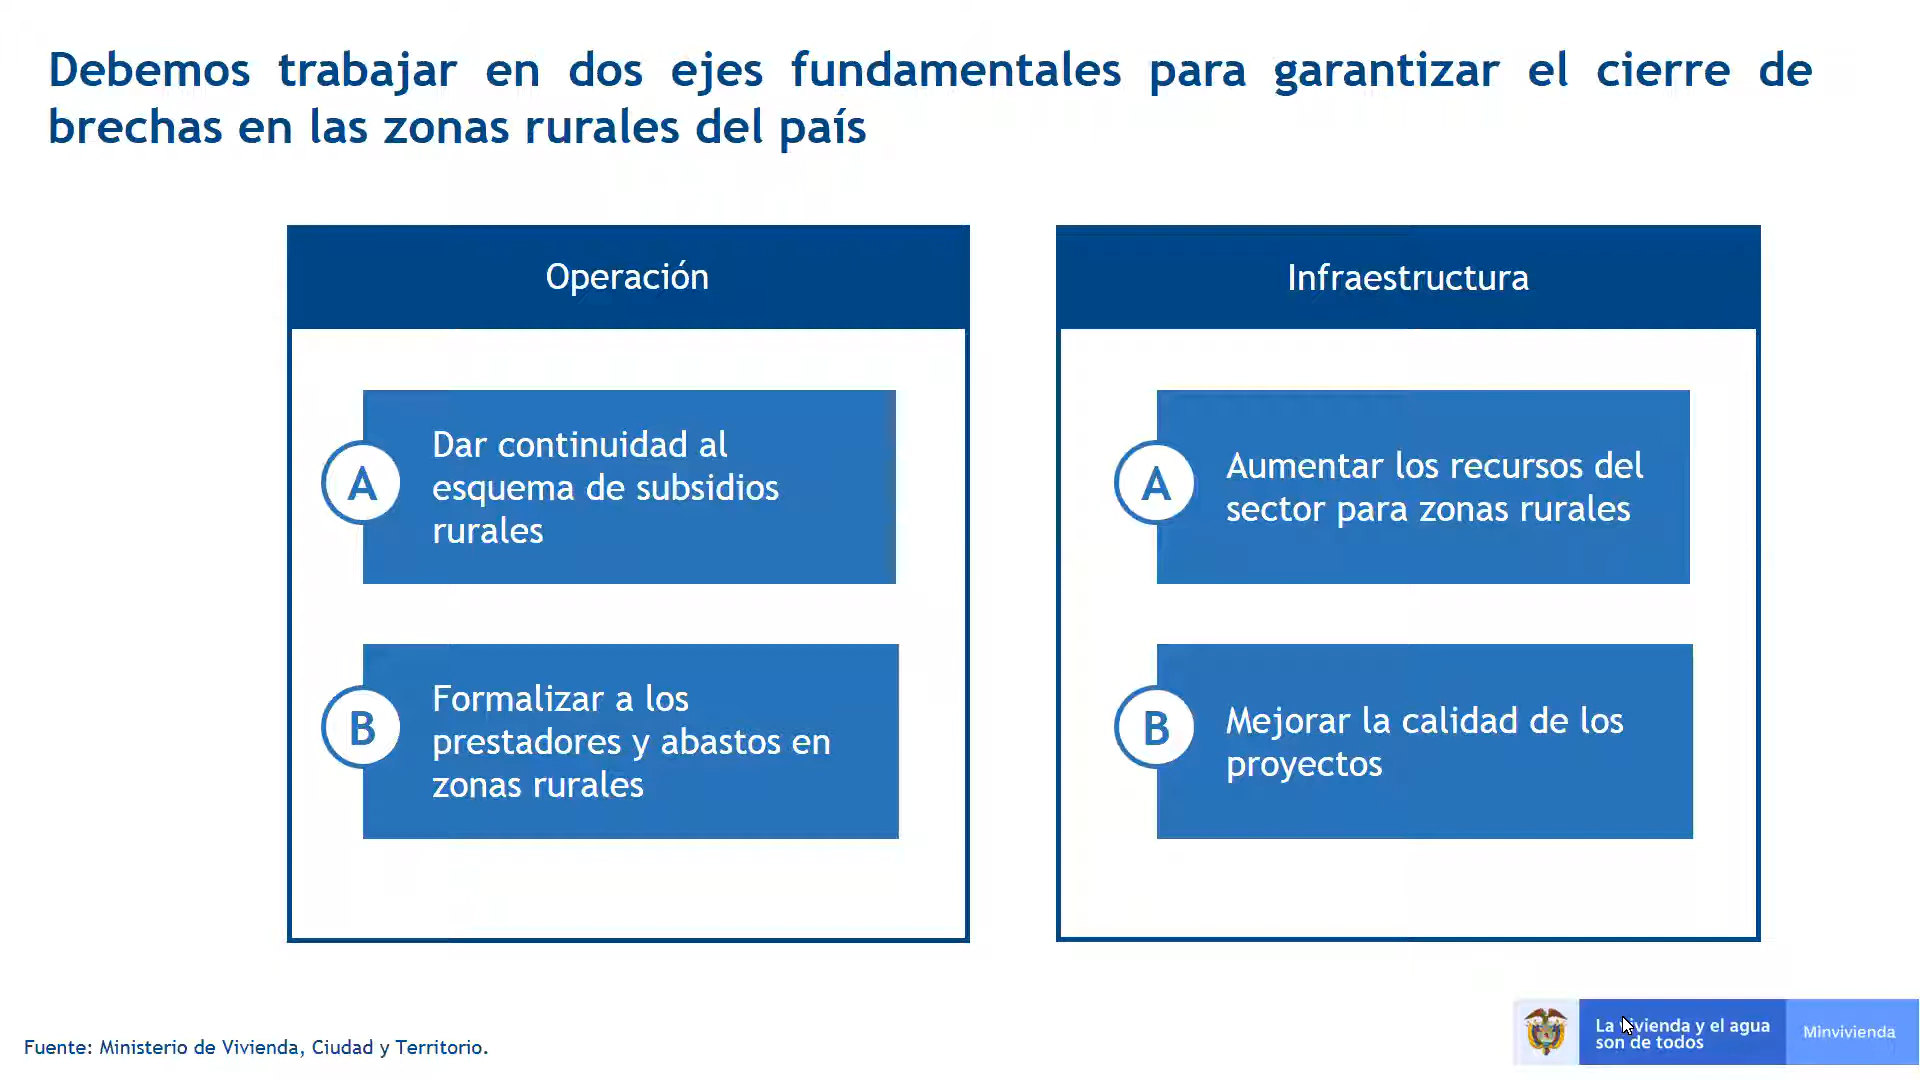 Debemos trabajar en dos ejes fundamentales para garantizar el cierre de
brechas en las zonas rurales del país
Operación
A
Dar continuidad al
esquema de subsidios
rurales
B
Formalizar a los
prestadores y abastos en
zonas rurales
Infraestructura
A
Aumentar los recursos del
sector para zonas rurales
B
Mejorar la calidad de los
proyectos
Fuente: Ministerio de Vivienda, Ciudad y Territorio.
La vivienda y el agua
son de todos
Minvivienda